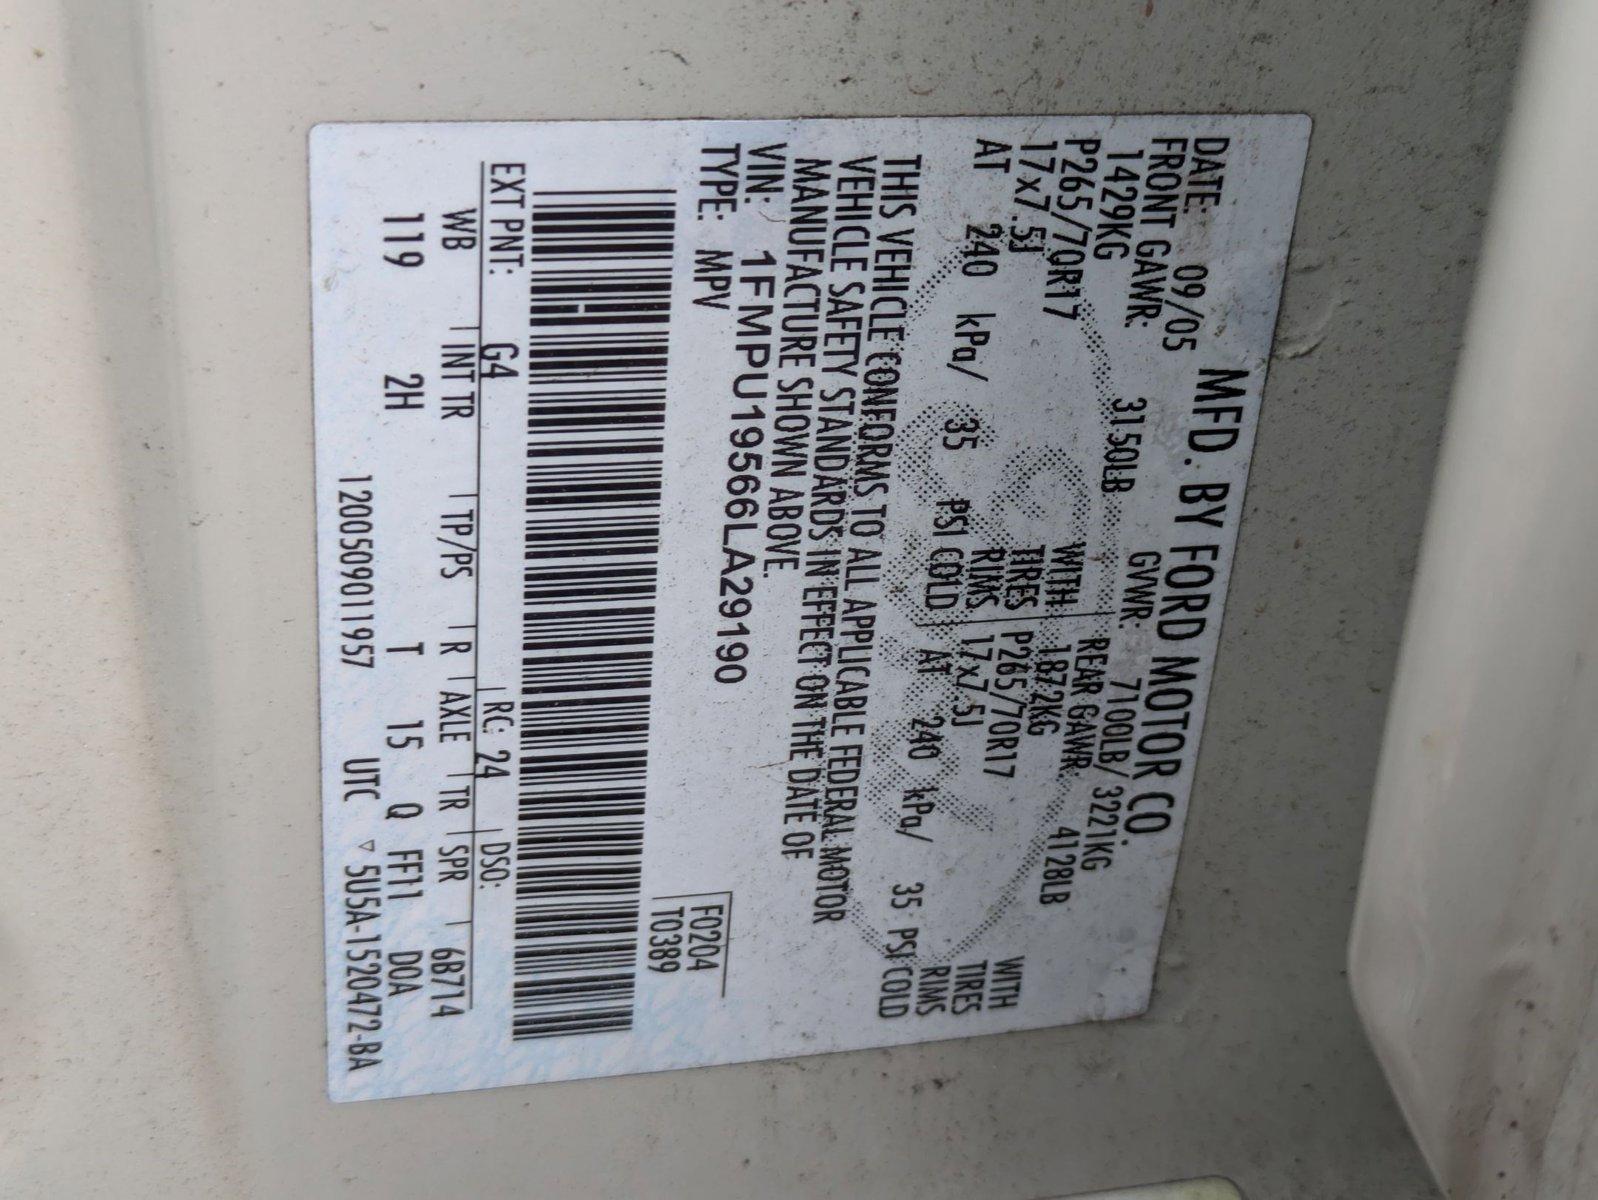 MFD. BY FORD MOTOR CO.
DATE: 09/05 GVWR: 7100LB/ 3221KG
FRONT GAWR: REAR GAWR:
1429KG 3150LB 1872KG 4128LB
P265/70R17 WITH TIRES P265/70R17 WITH TIRES
17x7.5J RIMS 17x7.5J RIMS
AT 240 kPa/ 35 PSI COLD AT 240 kPa/ 35 PSI COLD
THIS VEHICLE CONFORMS TO ALL APPLICABLE FEDERAL MOTOR
VEHICLE SAFETY STANDARDS IN EFFECT ON THE DATE OF
MANUFACTURE SHOWN ABOVE.
VIN: 1FMPU19566LA29190 F0204
TYPE: MPV T0389
EXT PNT: G4 RC: 24 DSO:
WB INT TR TP/PS R AXLE TR SPR 6B714
119 2H T 15 Q FF11 DOA
12005090119​57 UTC ▽ 5U5A-1520472-BA